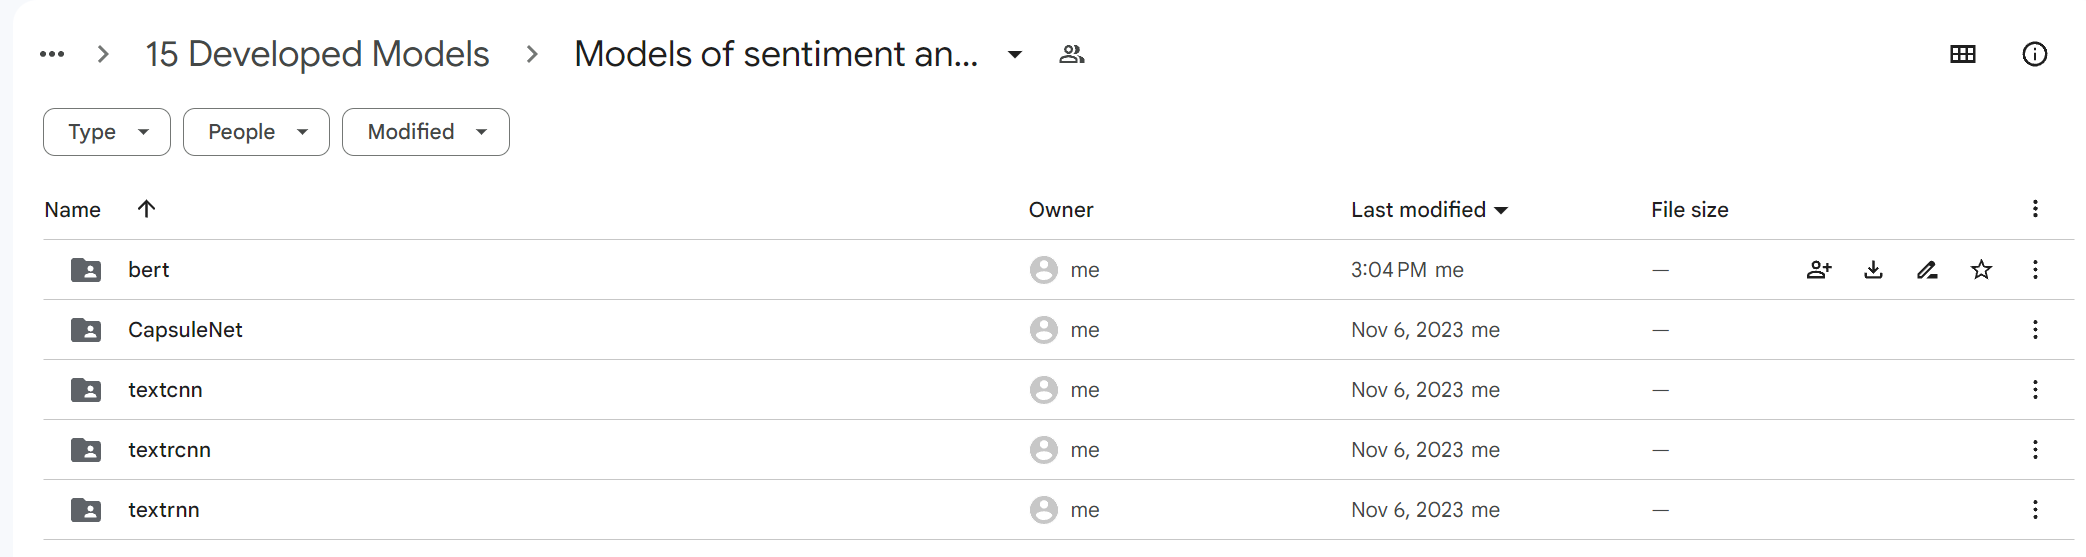 15 Developed Models Models of sentiment an...
Type People Modified
Name Owner Last modified File size
bert me 3:04 PM me —
CapsuleNet me Nov 6, 2023 me —
textcnn me Nov 6, 2023 me —
textrcnn me Nov 6, 2023 me —
textrnn me Nov 6, 2023 me —